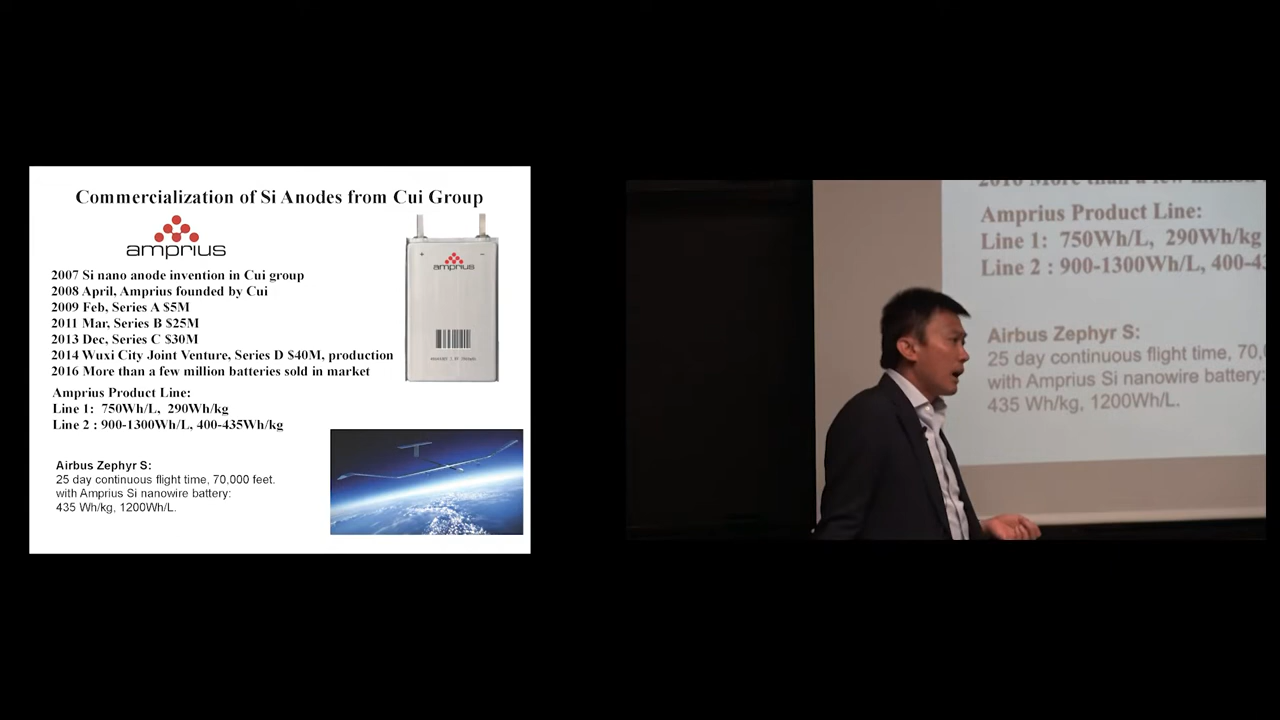 Commercialization of Si Anodes from Cui Group
amprius
2007 Si nano anode invention in Cui group
2008 April, Amprius founded by Cui
2009 Feb, Series A $5M
2011 Mar, Series B $25M
2013 Dec, Series C $30M
2014 Wuxi City Joint Venture, Series D $40M, production
2016 More than a few million batteries sold in market
Amprius Product Line:
Line 1: 750Wh/L, 290Wh/kg
Line 2 : 900-1300Wh/L, 400-435Wh/kg
Airbus Zephyr S:
25 day continuous flight time, 70,000 feet.
with Amprius Si nanowire battery:
435 Wh/kg, 1200Wh/L.
+ −
amprius
2016 More than a few million
Amprius Product Line:
Line 1: 750Wh/L, 290Wh/kg
Line 2 : 900-1300Wh/L, 400-43
Airbus Zephyr S:
25 day continuous flight time, 70,0
with Amprius Si nanowire battery:
435 Wh/kg, 1200Wh/L.